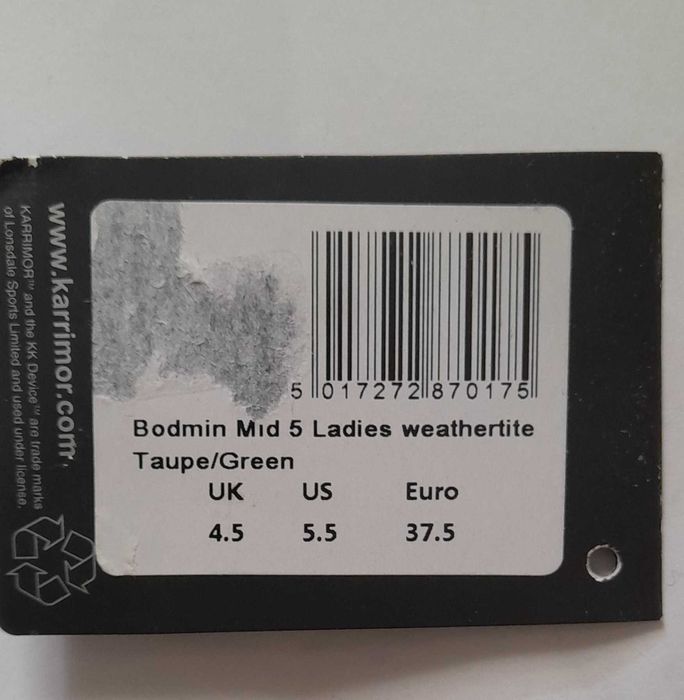 5 017272 870175
Bodmin Mid 5 Ladies weathertite
Taupe/Green
UK US Euro
4.5 5.5 37.5
www.karrimor.com
KARRIMOR™ and the KK Device™ are trade marks
of Lonsdale Sports Limited and used under license.